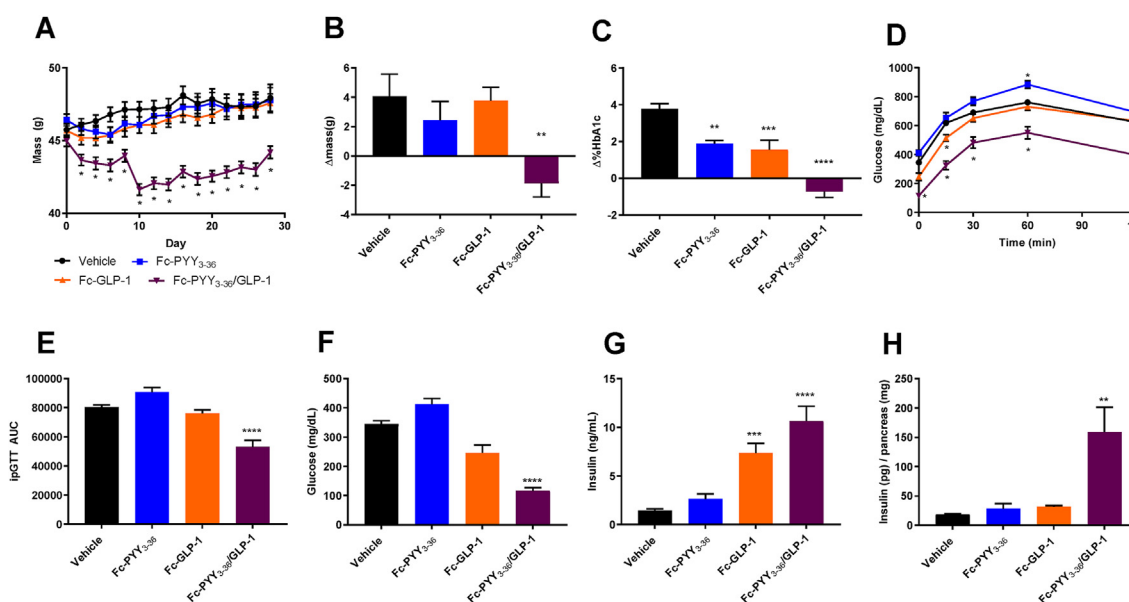 A
50
45
40
0
10
20
30
Mass (g)
Day
Vehicle
Fc-PYY3-36
Fc-GLP-1
Fc-PYY3-36/GLP-1
* * * * * * * * * * * * * *
B
6
4
2
0
-2
-4
Δmass(g)
**
Vehicle
Fc-PYY3-36
Fc-GLP-1
Fc-PYY3-36/GLP-1
C
6
4
2
0
-2
Δ%HbA1c
**
***
****
Vehicle
Fc-PYY3-36
Fc-GLP-1
Fc-PYY3-36/GLP-1
D
1000
800
600
400
200
0
0
30
60
90
Glucose (mg/dL)
Time (min)
*
*
*
*
*
*
*
E
100000
80000
60000
40000
20000
0
ipGTT AUC
****
Vehicle
Fc-PYY3-36
Fc-GLP-1
Fc-PYY3-36/GLP-1
F
500
400
300
200
100
0
Glucose (mg/dL)
****
Vehicle
Fc-PYY3-36
Fc-GLP-1
Fc-PYY3-36/GLP-1
G
15
10
5
0
Insulin (ng/mL)
***
****
Vehicle
Fc-PYY3-36
Fc-GLP-1
Fc-PYY3-36/GLP-1
H
250
200
150
100
50
0
Insulin (pg) / pancreas (mg)
**
Vehicle
Fc-PYY3-36
Fc-GLP-1
Fc-PYY3-36/GLP-1